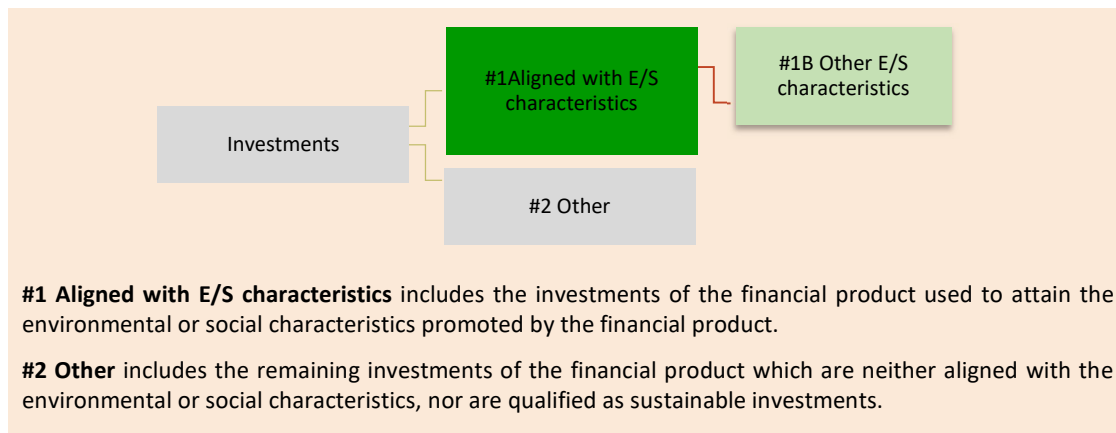 #1Aligned with E/S
characteristics
#1B Other E/S
characteristics
Investments
#2 Other
#1 Aligned with E/S characteristics includes the investments of the financial product used to attain the
environmental or social characteristics promoted by the financial product.
#2 Other includes the remaining investments of the financial product which are neither aligned with the
environmental or social characteristics, nor are qualified as sustainable investments.